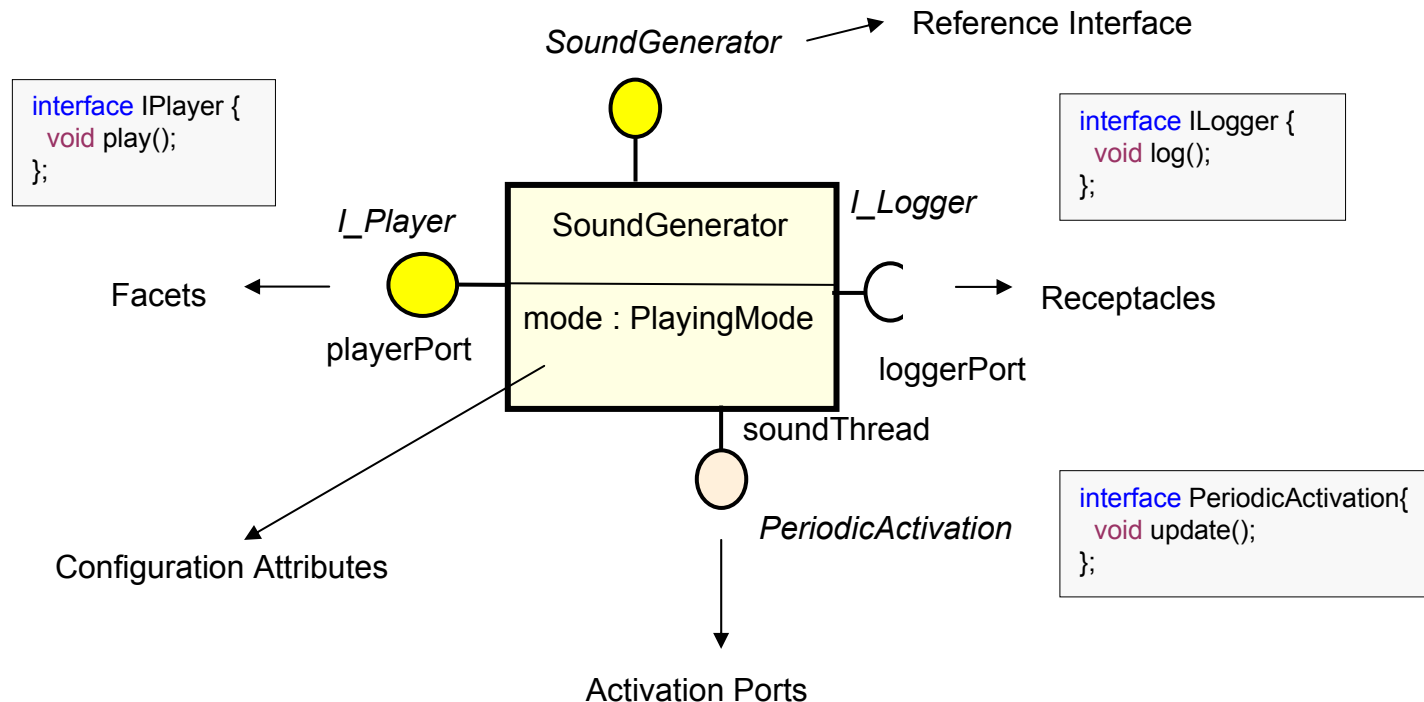 SoundGenerator
Reference Interface
interface IPlayer {
void play();
};
interface ILogger {
void log();
};
I_Player
SoundGenerator
I_Logger
Facets
mode : PlayingMode
Receptacles
playerPort
loggerPort
soundThread
PeriodicActivation
interface PeriodicActivation{
void update();
};
Configuration Attributes
Activation Ports